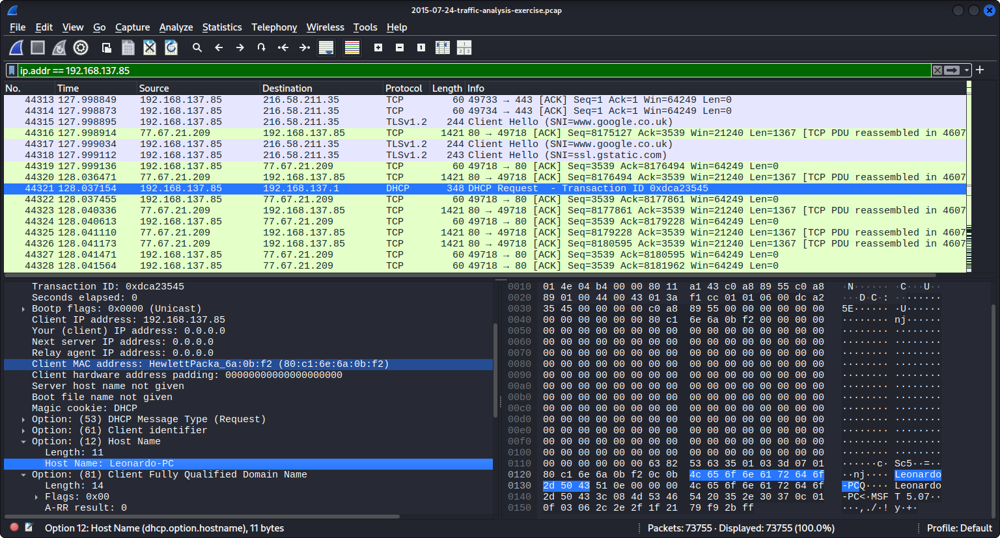 2015-07-24-traffic-analysis-exercise.pcap
File Edit View Go Capture Analyze Statistics Telephony Wireless Tools Help
ip.addr == 192.168.137.85
No. Time Source Destination Protocol Length Info
44313 127.998849 192.168.137.85 216.58.211.35 TCP 60 49733 → 443 [ACK] Seq=1 Ack=1 Win=64249 Len=0
44314 127.998873 192.168.137.85 216.58.211.35 TCP 60 49734 → 443 [ACK] Seq=1 Ack=1 Win=64249 Len=0
44315 127.998895 192.168.137.85 216.58.211.35 TLSv1.2 244 Client Hello (SNI=www.google.co.uk)
44316 127.998914 77.67.21.209 192.168.137.85 TCP 1421 80 → 49718 [ACK] Seq=8175127 Ack=3539 Win=21240 Len=1367 [TCP PDU reassembled in 4607
44317 127.999034 192.168.137.85 216.58.211.35 TLSv1.2 244 Client Hello (SNI=www.google.co.uk)
44318 127.999112 192.168.137.85 216.58.211.35 TLSv1.2 243 Client Hello (SNI=ssl.gstatic.com)
44319 127.999136 192.168.137.85 77.67.21.209 TCP 60 49718 → 80 [ACK] Seq=3539 Ack=8176494 Win=64249 Len=0
44320 128.036471 77.67.21.209 192.168.137.85 TCP 1421 80 → 49718 [ACK] Seq=8176494 Ack=3539 Win=21240 Len=1367 [TCP PDU reassembled in 4607
44321 128.037154 192.168.137.85 192.168.137.1 DHCP 348 DHCP Request - Transaction ID 0xdca23545
44322 128.037455 192.168.137.85 77.67.21.209 TCP 60 49718 → 80 [ACK] Seq=3539 Ack=8177861 Win=64249 Len=0
44323 128.040336 77.67.21.209 192.168.137.85 TCP 1421 80 → 49718 [ACK] Seq=8177861 Ack=3539 Win=21240 Len=1367 [TCP PDU reassembled in 4607
44324 128.040613 192.168.137.85 77.67.21.209 TCP 60 49718 → 80 [ACK] Seq=3539 Ack=8179228 Win=64249 Len=0
44325 128.041110 77.67.21.209 192.168.137.85 TCP 1421 80 → 49718 [ACK] Seq=8179228 Ack=3539 Win=21240 Len=1367 [TCP PDU reassembled in 4607
44326 128.041173 77.67.21.209 192.168.137.85 TCP 1421 80 → 49718 [ACK] Seq=8180595 Ack=3539 Win=21240 Len=1367 [TCP PDU reassembled in 4607
44327 128.041471 192.168.137.85 77.67.21.209 TCP 60 49718 → 80 [ACK] Seq=3539 Ack=8180595 Win=64249 Len=0
44328 128.041564 192.168.137.85 77.67.21.209 TCP 60 49718 → 80 [ACK] Seq=3539 Ack=8181962 Win=64249 Len=0
Transaction ID: 0xdca23545
Seconds elapsed: 0
Bootp flags: 0x0000 (Unicast)
Client IP address: 192.168.137.85
Your (client) IP address: 0.0.0.0
Next server IP address: 0.0.0.0
Relay agent IP address: 0.0.0.0
Client MAC address: HewlettPacka_6a:0b:f2 (80:c1:6e:6a:0b:f2)
Client hardware address padding: 00000000000000000000
Server host name not given
Boot file name not given
Magic cookie: DHCP
Option: (53) DHCP Message Type (Request)
Option: (61) Client identifier
Option: (12) Host Name
Length: 11
Host Name: Leonardo-PC
Option: (81) Client Fully Qualified Domain Name
Length: 14
Flags: 0x00
A-RR result: 0
0010 01 4e 04 b4 00 00 80 11 a1 43 c0 a8 89 55 c0 a8 ·N·······C···U··
0020 89 01 00 44 00 43 01 3a f1 cc 01 01 06 00 dc a2 ···D·C·:········
0030 35 45 00 00 00 00 c0 a8 89 55 00 00 00 00 00 00 5E·······U······
0040 00 00 00 00 00 00 80 c1 6e 6a 0b f2 00 00 00 00 ········nj······
0050 00 00 00 00 00 00 00 00 00 00 00 00 00 00 00 00 ················
0060 00 00 00 00 00 00 00 00 00 00 00 00 00 00 00 00 ················
0070 00 00 00 00 00 00 00 00 00 00 00 00 00 00 00 00 ················
0080 00 00 00 00 00 00 00 00 00 00 00 00 00 00 00 00 ················
0090 00 00 00 00 00 00 00 00 00 00 00 00 00 00 00 00 ················
00a0 00 00 00 00 00 00 00 00 00 00 00 00 00 00 00 00 ················
00b0 00 00 00 00 00 00 00 00 00 00 00 00 00 00 00 00 ················
00c0 00 00 00 00 00 00 00 00 00 00 00 00 00 00 00 00 ················
00d0 00 00 00 00 00 00 00 00 00 00 00 00 00 00 00 00 ················
00e0 00 00 00 00 00 00 00 00 00 00 00 00 00 00 00 00 ················
00f0 00 00 00 00 00 00 00 00 00 00 00 00 00 00 00 00 ················
0100 00 00 00 00 00 00 00 00 00 00 00 00 00 00 00 00 ················
0110 00 00 00 00 00 00 63 82 53 63 35 01 03 3d 07 01 ······c·Sc5··=··
0120 80 c1 6e 6a 0b f2 0c 0b 4c 65 6f 6e 61 72 64 6f ··nj····Leonardo
0130 2d 50 43 51 0e 00 00 00 4c 65 6f 6e 61 72 64 6f -PCQ····Leonardo
0140 2d 50 43 3c 08 4d 53 46 54 20 35 2e 30 37 0c 01 -PC<·MSFT 5.07··
0150 0f 03 06 2c 2e 2f 1f 21 79 f9 2b ff ···,./·!y·+·
Option 12: Host Name (dhcp.option.hostname), 11 bytes
Packets: 73755 · Displayed: 73755 (100.0%)
Profile: Default